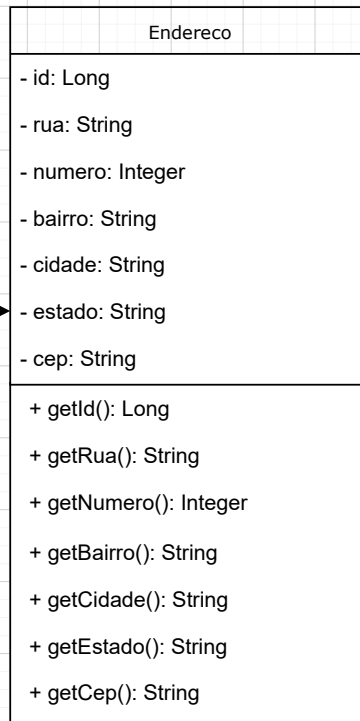 Endereco
- id: Long
- rua: String
- numero: Integer
- bairro: String
- cidade: String
- estado: String
- cep: String
+ getId(): Long
+ getRua(): String
+ getNumero(): Integer
+ getBairro(): String
+ getCidade(): String
+ getEstado(): String
+ getCep(): String